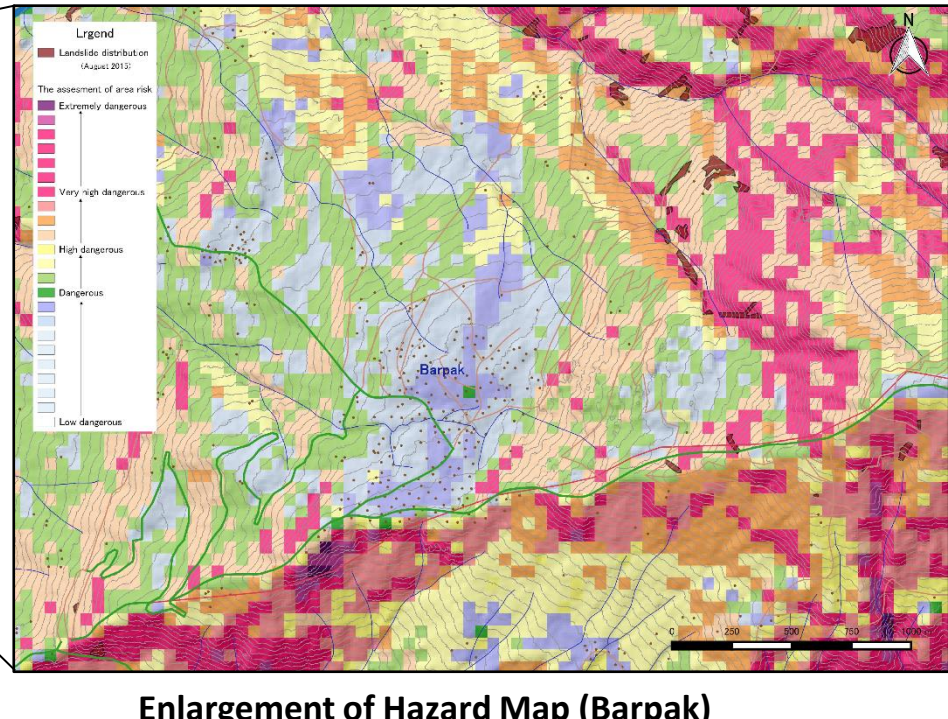 N
Lrgend
Landslido distribution
(August 2015)
The assesment of area risk
Extremely dangerous
Very high dangerous
High dangerous
Dangerous
Low dangerous
Barpak
0 250 500 750 1000 m
Enlargement of Hazard Map (Barpak)